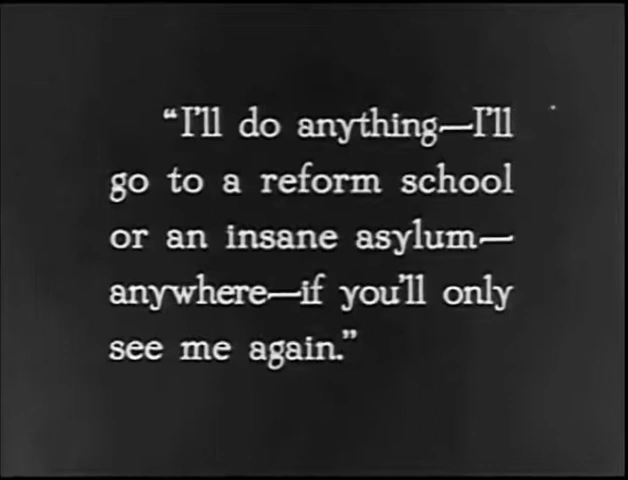 “I’ll do anything—I’ll
go to a reform school
or an insane asylum—
anywhere—if you’ll only
see me again.”